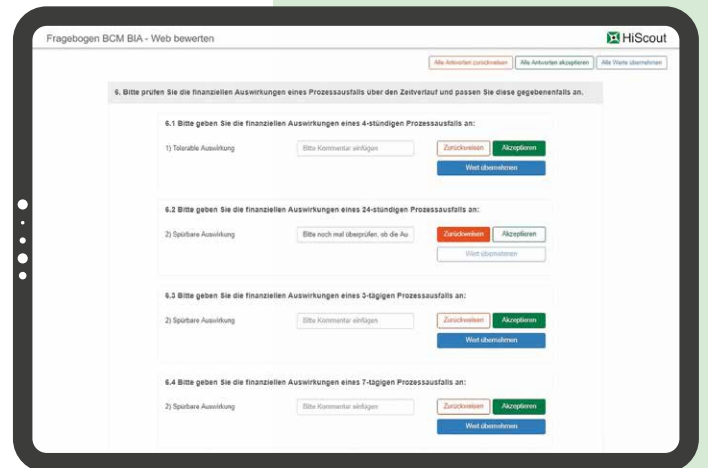 Fragebogen BCM BIA - Web bewerten
HiScout
Alle Antworten zurückweisen
Alle Antworten akzeptieren
Alle Werte übernehmen
6. Bitte prüfen Sie die finanziellen Auswirkungen eines Prozessausfalls über den Zeitverlauf und passen Sie diese gegebenenfalls an.
6.1 Bitte geben Sie die finanziellen Auswirkungen eines 4-stündigen Prozessausfalls an:
1) Tolerable Auswirkung
Bitte Kommentar einfügen
Zurückweisen
Akzeptieren
Wert übernehmen
6.2 Bitte geben Sie die finanziellen Auswirkungen eines 24-stündigen Prozessausfalls an:
2) Spürbare Auswirkung
Bitte noch mal überprüfen, ob die Au
Zurückweisen
Akzeptieren
Wert übernehmen
6.3 Bitte geben Sie die finanziellen Auswirkungen eines 3-tägigen Prozessausfalls an:
2) Spürbare Auswirkung
Bitte Kommentar einfügen
Zurückweisen
Akzeptieren
Wert übernehmen
6.4 Bitte geben Sie die finanziellen Auswirkungen eines 7-tägigen Prozessausfalls an:
2) Spürbare Auswirkung
Bitte Kommentar einfügen
Zurückweisen
Akzeptieren
Wert übernehmen